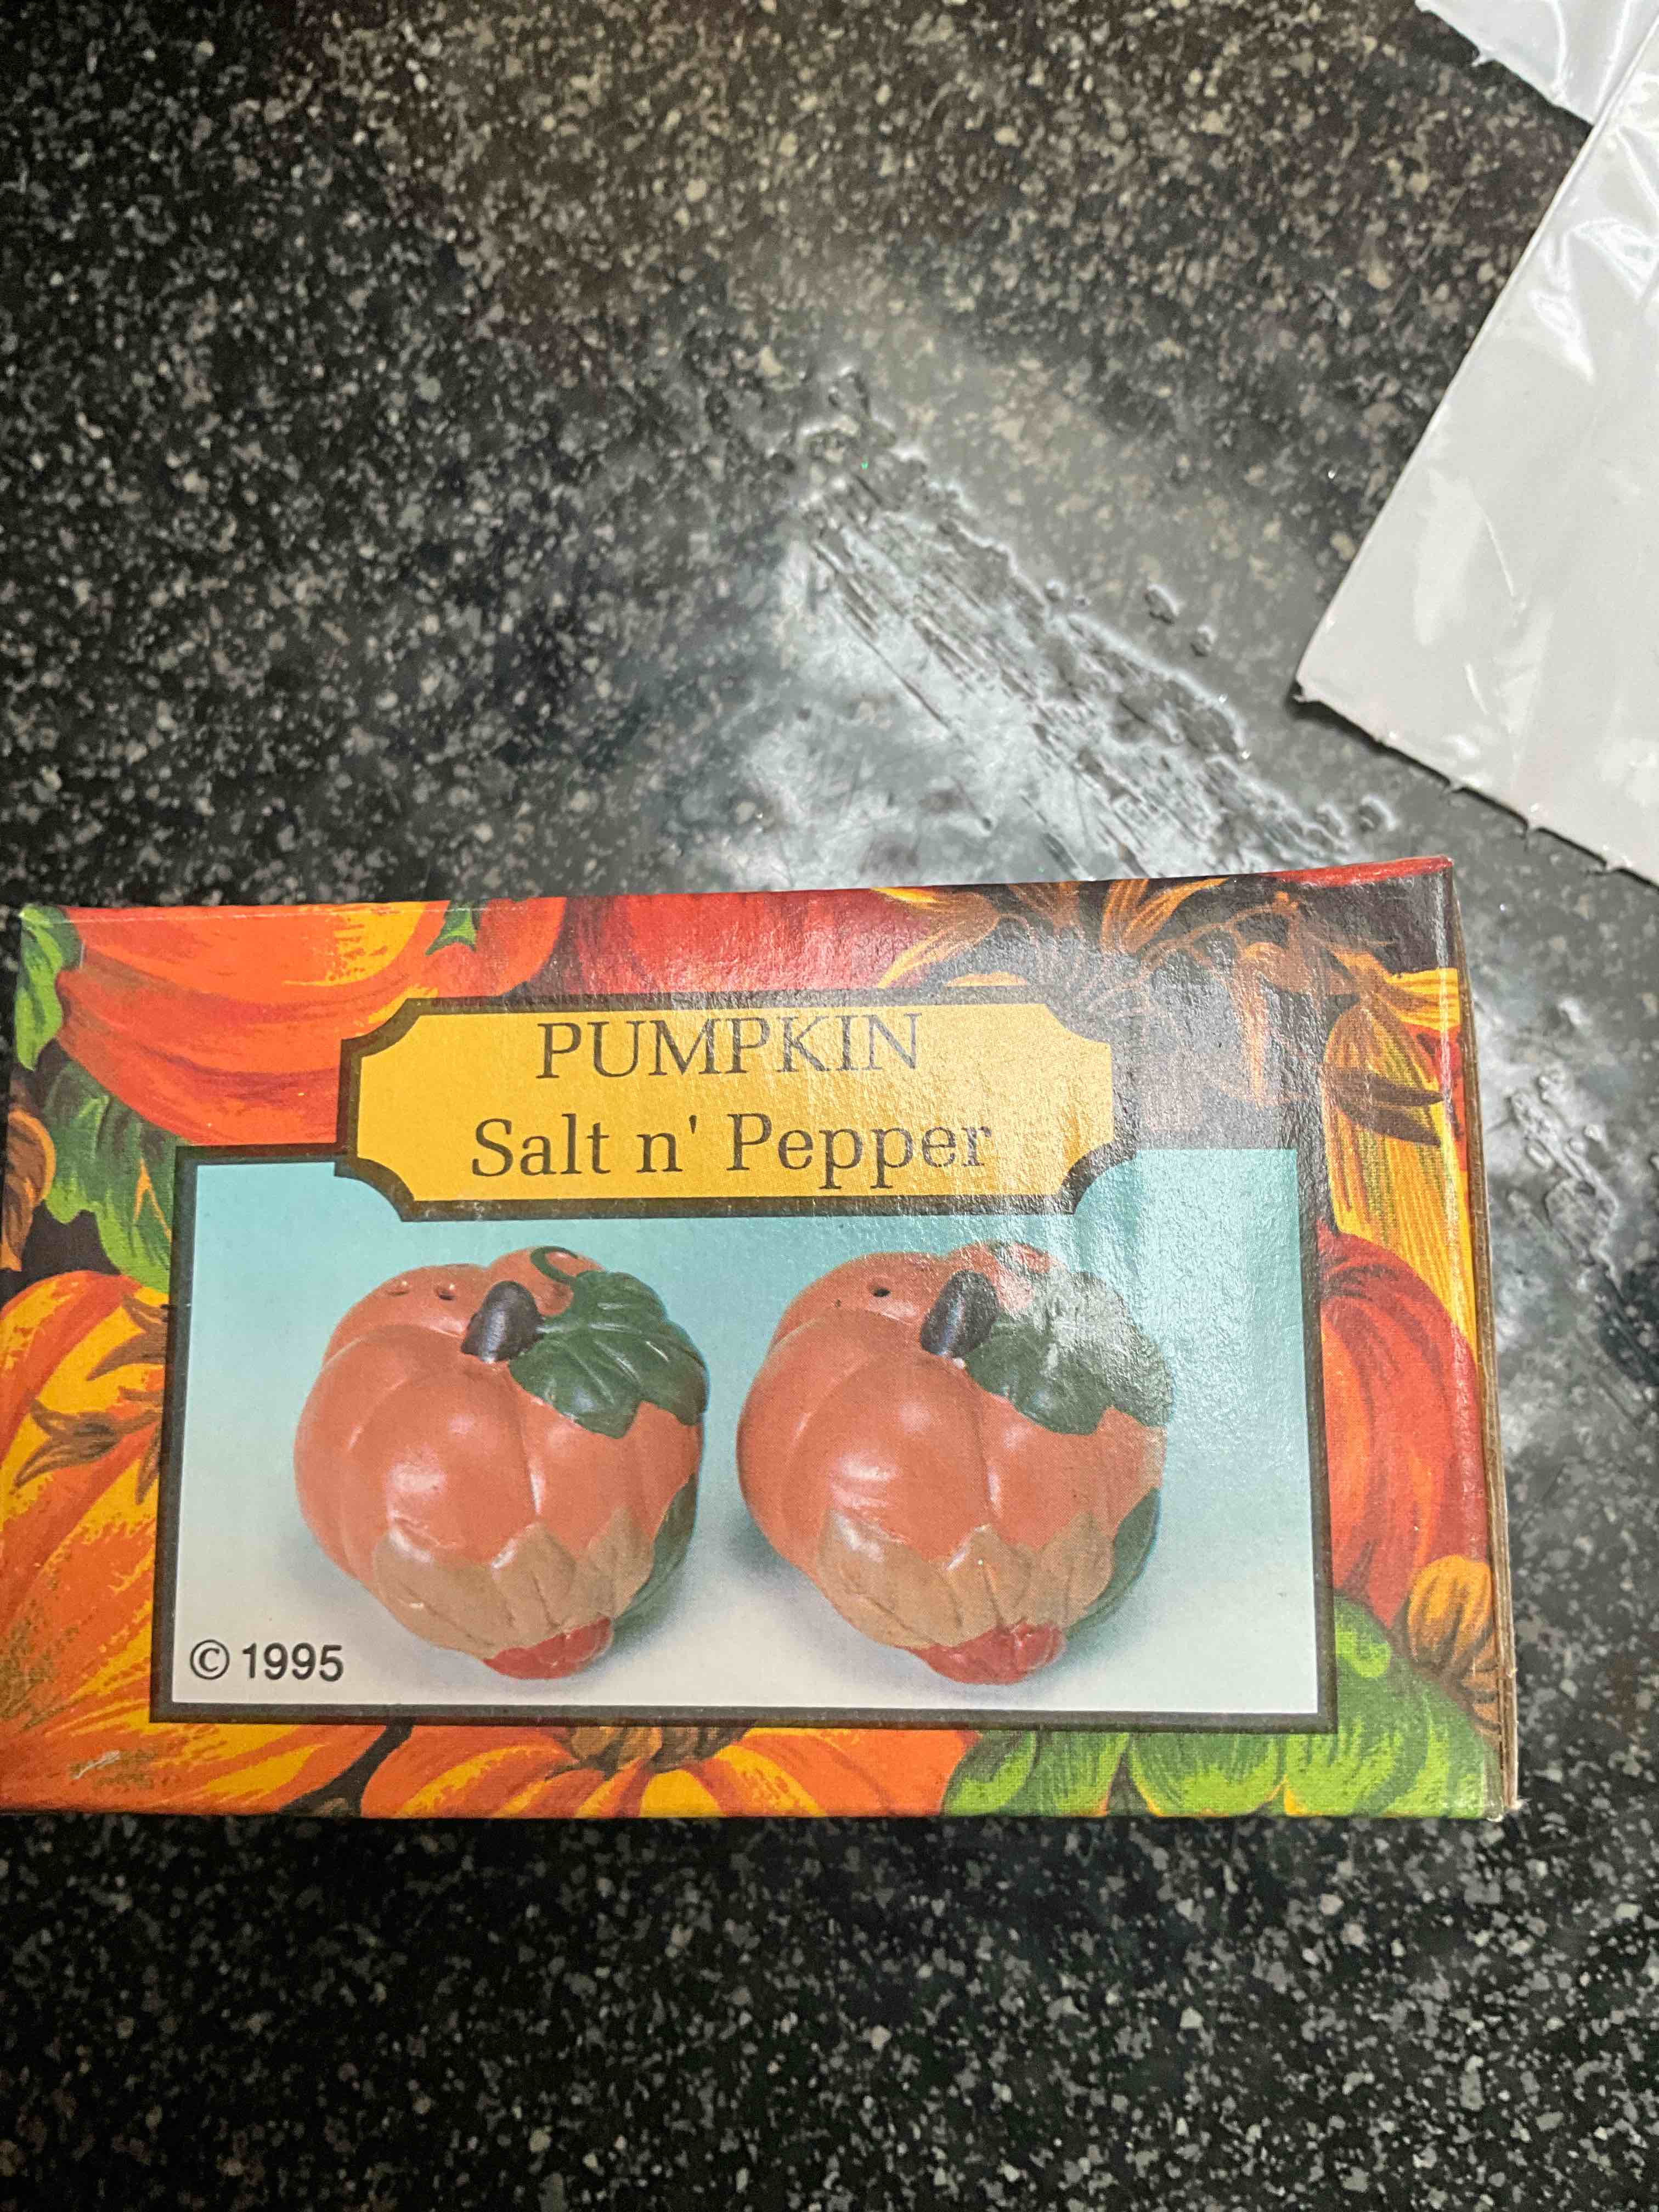 PUMPKIN
Salt n' Pepper
© 1995